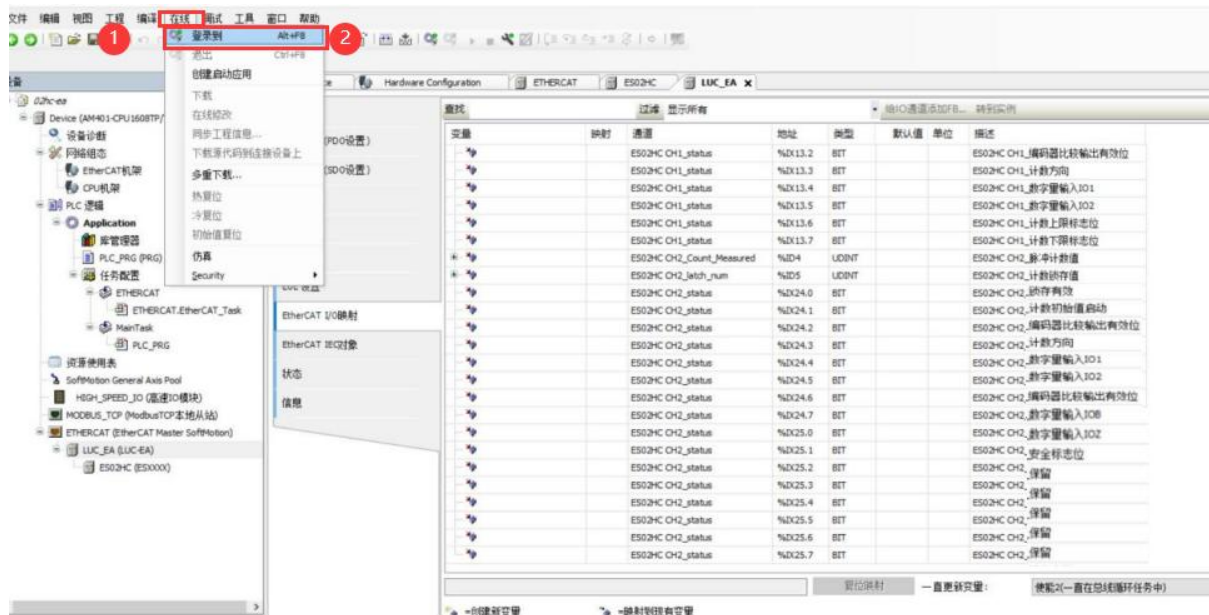 文件 编辑 视图 工程 编译 在线 调试 工具 窗口 帮助
1
登录到 Alt+F8
2
退出 Ctrl+F8
创建启动应用
下载
在线修改
同步工程信息...
下载源代码到连接设备上
多重下载...
热复位
冷复位
初始值复位
仿真
Security
Hardware Configuration
ETHERCAT
ES02HC
LUC_EA
02hc-ea
Device (AM401-CPU1608TP/
设备诊断
网络组态
EtherCAT机架
CPU机架
PLC 逻辑
Application
库管理器
PLC_PRG (PRG)
任务配置
ETHERCAT
ETHERCAT.EtherCAT_Task
MainTask
PLC_PRG
资源使用表
SoftMotion General Axis Pool
HIGH_SPEED_IO (高速IO模块)
MODBUS_TCP (ModbusTCP本地从站)
ETHERCAT (EtherCAT Master SoftMotion)
LUC_EA (LUC-EA)
ES02HC (ESXXXX)
(PDO设置)
(SDO设置)
EtherCAT I/O映射
EtherCAT IEC对象
状态
信息
查找 过滤 显示所有 给IO通道添加FB... 转到实例
变量 映射 通道 地址 类型 默认值 单位 描述
ES02HC CH1_status %IX13.2 BIT ES02HC CH1_编码器比较输出有效位
ES02HC CH1_status %IX13.3 BIT ES02HC CH1_计数方向
ES02HC CH1_status %IX13.4 BIT ES02HC CH1_数字量输入IO1
ES02HC CH1_status %IX13.5 BIT ES02HC CH1_数字量输入IO2
ES02HC CH1_status %IX13.6 BIT ES02HC CH1_计数上限标志位
ES02HC CH1_status %IX13.7 BIT ES02HC CH1_计数下限标志位
ES02HC CH2_Count_Measured %ID4 UDINT ES02HC CH2_脉冲计数值
ES02HC CH2_latch_num %ID5 UDINT ES02HC CH2_计数锁存值
ES02HC CH2_status %IX24.0 BIT ES02HC CH2_锁存有效
ES02HC CH2_status %IX24.1 BIT ES02HC CH2_计数初始值启动
ES02HC CH2_status %IX24.2 BIT ES02HC CH2_编码器比较输出有效位
ES02HC CH2_status %IX24.3 BIT ES02HC CH2_计数方向
ES02HC CH2_status %IX24.4 BIT ES02HC CH2_数字量输入IO1
ES02HC CH2_status %IX24.5 BIT ES02HC CH2_数字量输入IO2
ES02HC CH2_status %IX24.6 BIT ES02HC CH2_编码器比较输出有效位
ES02HC CH2_status %IX24.7 BIT ES02HC CH2_数字量输入IOB
ES02HC CH2_status %IX25.0 BIT ES02HC CH2_数字量输入IOZ
ES02HC CH2_status %IX25.1 BIT ES02HC CH2_安全标志位
ES02HC CH2_status %IX25.2 BIT ES02HC CH2_保留
ES02HC CH2_status %IX25.3 BIT ES02HC CH2_保留
ES02HC CH2_status %IX25.4 BIT ES02HC CH2_保留
ES02HC CH2_status %IX25.5 BIT ES02HC CH2_保留
ES02HC CH2_status %IX25.6 BIT ES02HC CH2_保留
ES02HC CH2_status %IX25.7 BIT ES02HC CH2_保留
复位映射 一直更新变量: 使能2(一直在总线循环任务中)
=创建新变量 =映射到现有变量